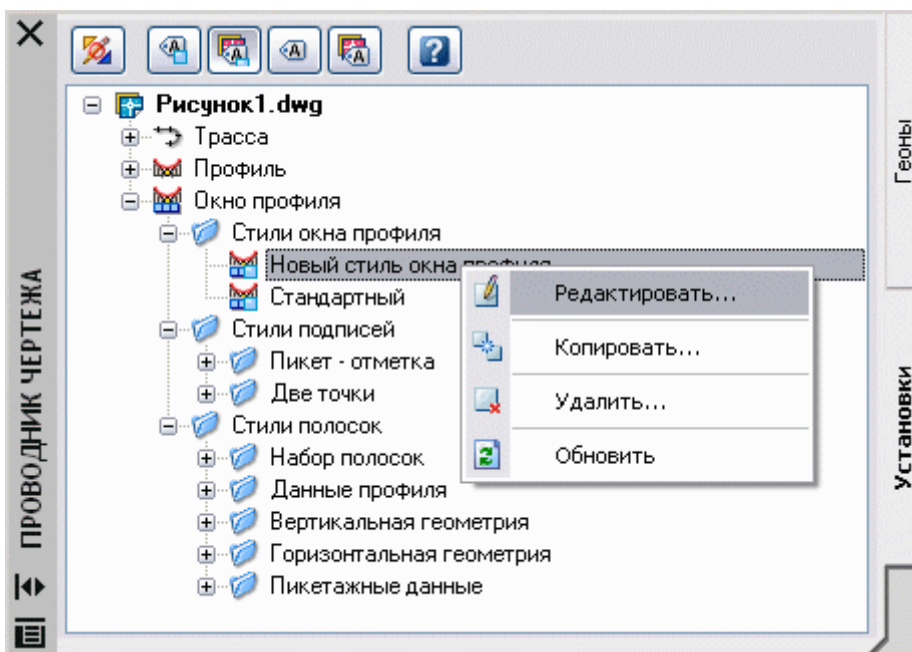 Рисунок1.dwg
Трасса
Профиль
Окно профиля
Стили окна профиля
Новый стиль окна профиля
Стандартный
Стили подписей
Пикет - отметка
Две точки
Стили полосок
Набор полосок
Данные профиля
Вертикальная геометрия
Горизонтальная геометрия
Пикетажные данные
Редактировать...
Копировать...
Удалить...
Обновить
ПРОВОДНИК ЧЕРТЕЖА
Геоны
Установки